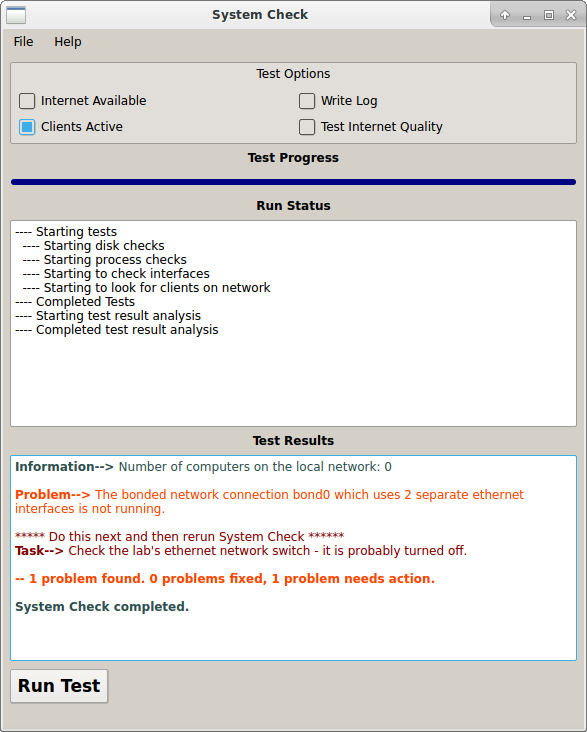 System Check
File Help
Test Options
Internet Available
Write Log
Clients Active
Test Internet Quality
Test Progress
Run Status
---- Starting tests
---- Starting disk checks
---- Starting process checks
---- Starting to check interfaces
---- Starting to look for clients on network
---- Completed Tests
---- Starting test result analysis
---- Completed test result analysis
Test Results
Information--> Number of computers on the local network: 0
Problem--> The bonded network connection bond0 which uses 2 separate ethernet
interfaces is not running.
***** Do this next and then rerun System Check ******
Task--> Check the lab's ethernet network switch - it is probably turned off.
-- 1 problem found. 0 problems fixed, 1 problem needs action.
System Check completed.
Run Test